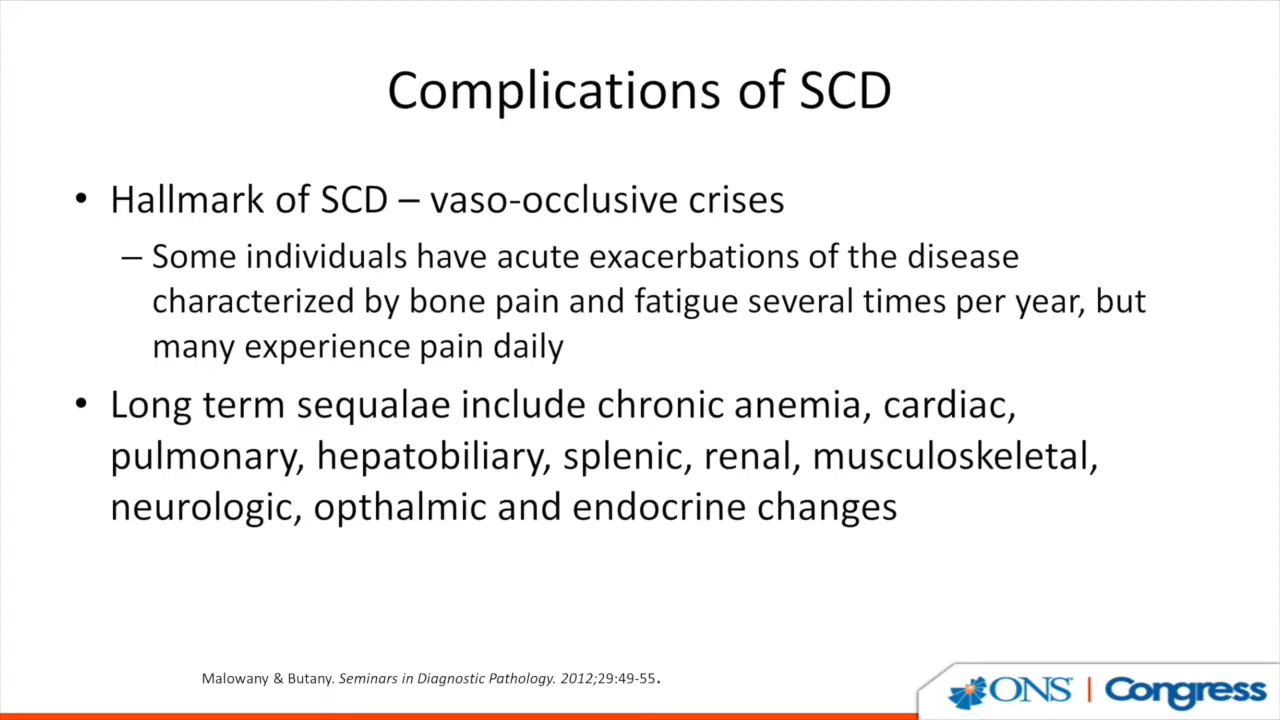 Complications of SCD
• Hallmark of SCD – vaso-occlusive crises
– Some individuals have acute exacerbations of the disease
characterized by bone pain and fatigue several times per year, but
many experience pain daily
• Long term sequalae include chronic anemia, cardiac,
pulmonary, hepatobiliary, splenic, renal, musculoskeletal,
neurologic, opthalmic and endocrine changes
Malowany & Butany. Seminars in Diagnostic Pathology. 2012;29:49-55.
ONS | Congress